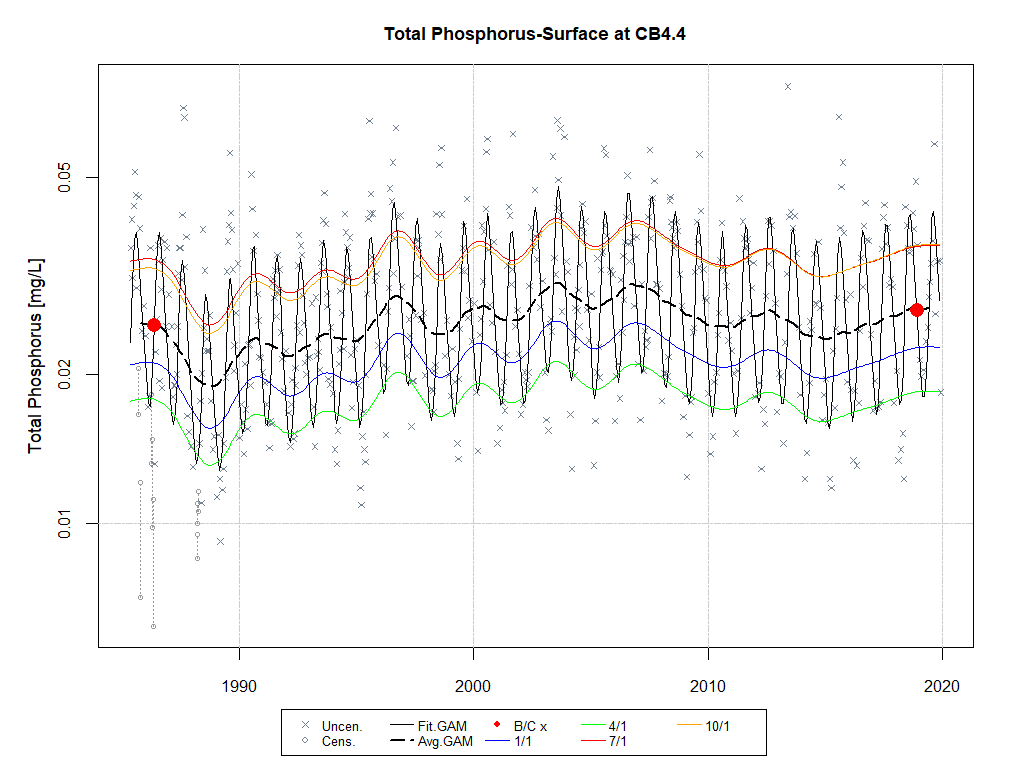 Total Phosphorus-Surface at CB4.4
Total Phosphorus [mg/L]
0.05
0.02
0.01
1990 2000 2010 2020
Uncen. Fit.GAM B/C x 4/1 10/1
Cens. Avg.GAM 1/1 7/1